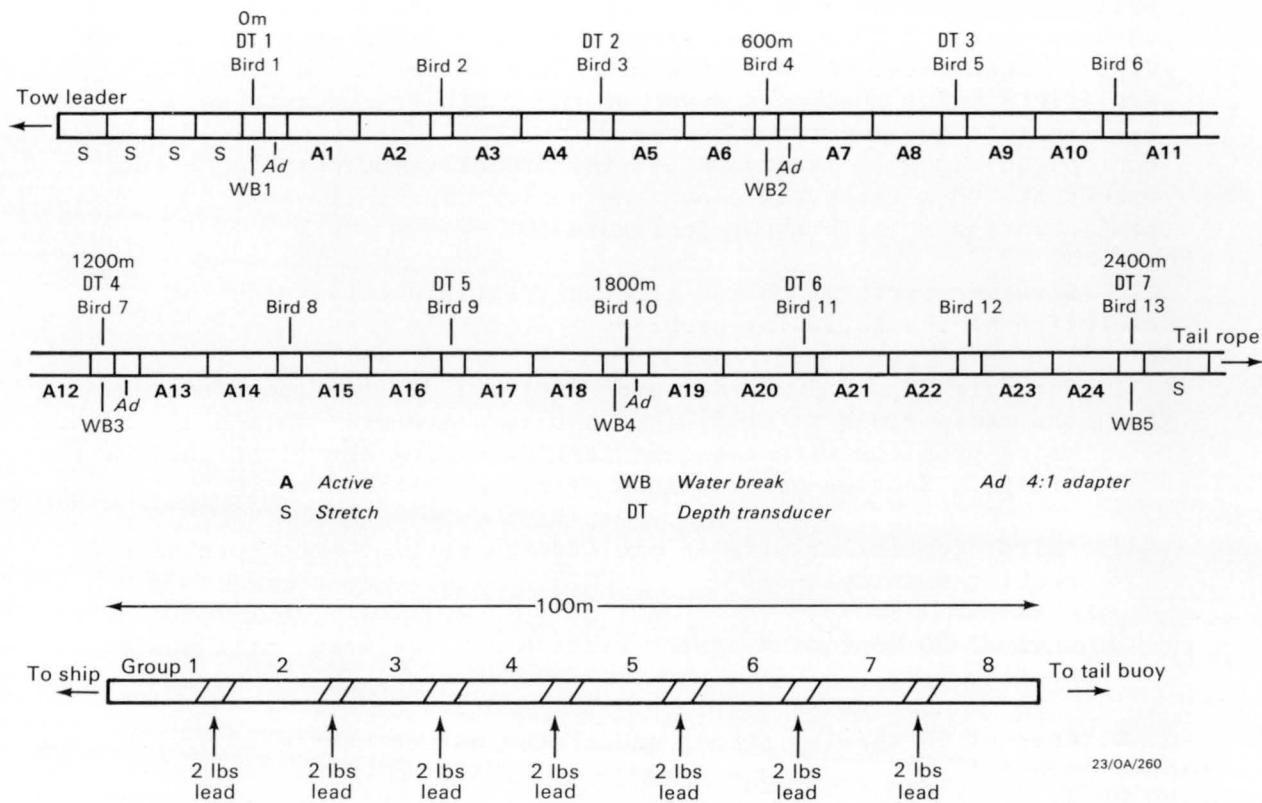 0m
DT 1
Bird 1
Bird 2
DT 2
Bird 3
600m
Bird 4
DT 3
Bird 5
Bird 6
Tow leader
S S S S Ad A1 A2 A3 A4 A5 A6 Ad A7 A8 A9 A10 A11
WB1 WB2
1200m
DT 4
Bird 7
Bird 8
DT 5
Bird 9
1800m
Bird 10
DT 6
Bird 11
Bird 12
2400m
DT 7
Bird 13
Tail rope
A12 Ad A13 A14 A15 A16 A17 A18 Ad A19 A20 A21 A22 A23 A24 S
WB3 WB4 WB5
A Active WB Water break Ad 4:1 adapter
S Stretch DT Depth transducer
100m
To ship Group 1 2 3 4 5 6 7 8 To tail buoy
2 lbs 2 lbs 2 lbs 2 lbs 2 lbs 2 lbs 2 lbs
lead lead lead lead lead lead lead
23/OA/260